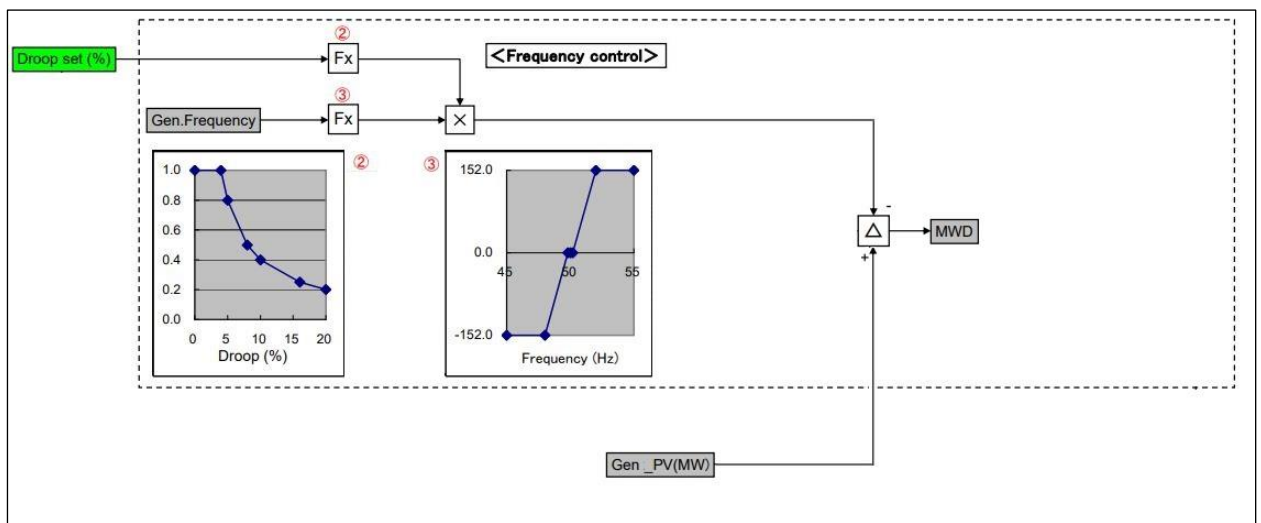 ②
Droop set (%)
Fx
<Frequency control>
③
Gen.Frequency
Fx
×
②
③
1.0
0.8
0.6
0.4
0.2
0.0
0 5 10 15 20
Droop (%)
152.0
0.0
-152.0
45 50 55
Frequency (Hz)
-
△
+
MWD
Gen _PV(MW)